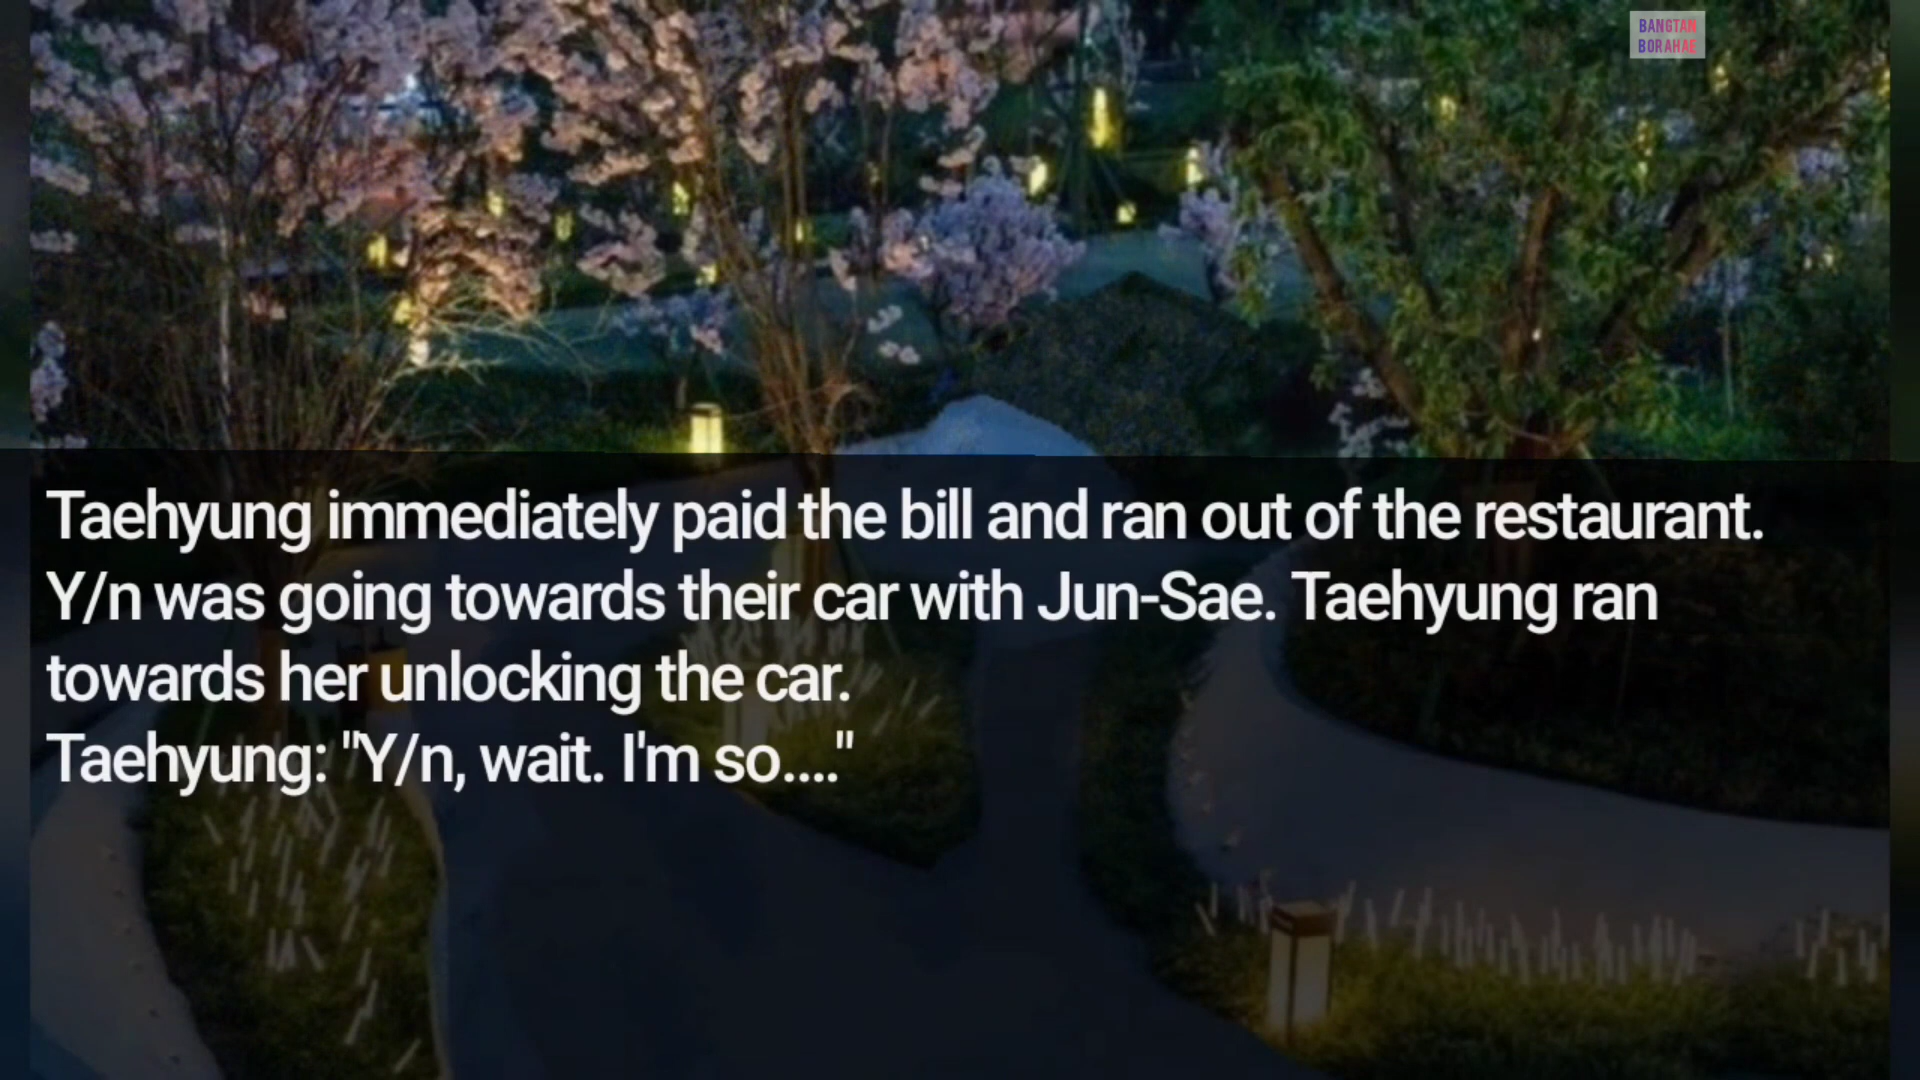 BANGTAN
BORAHAE
Taehyung immediately paid the bill and ran out of the restaurant.
Y/n was going towards their car with Jun-Sae. Taehyung ran
towards her unlocking the car.
Taehyung: "Y/n, wait. I'm so...."